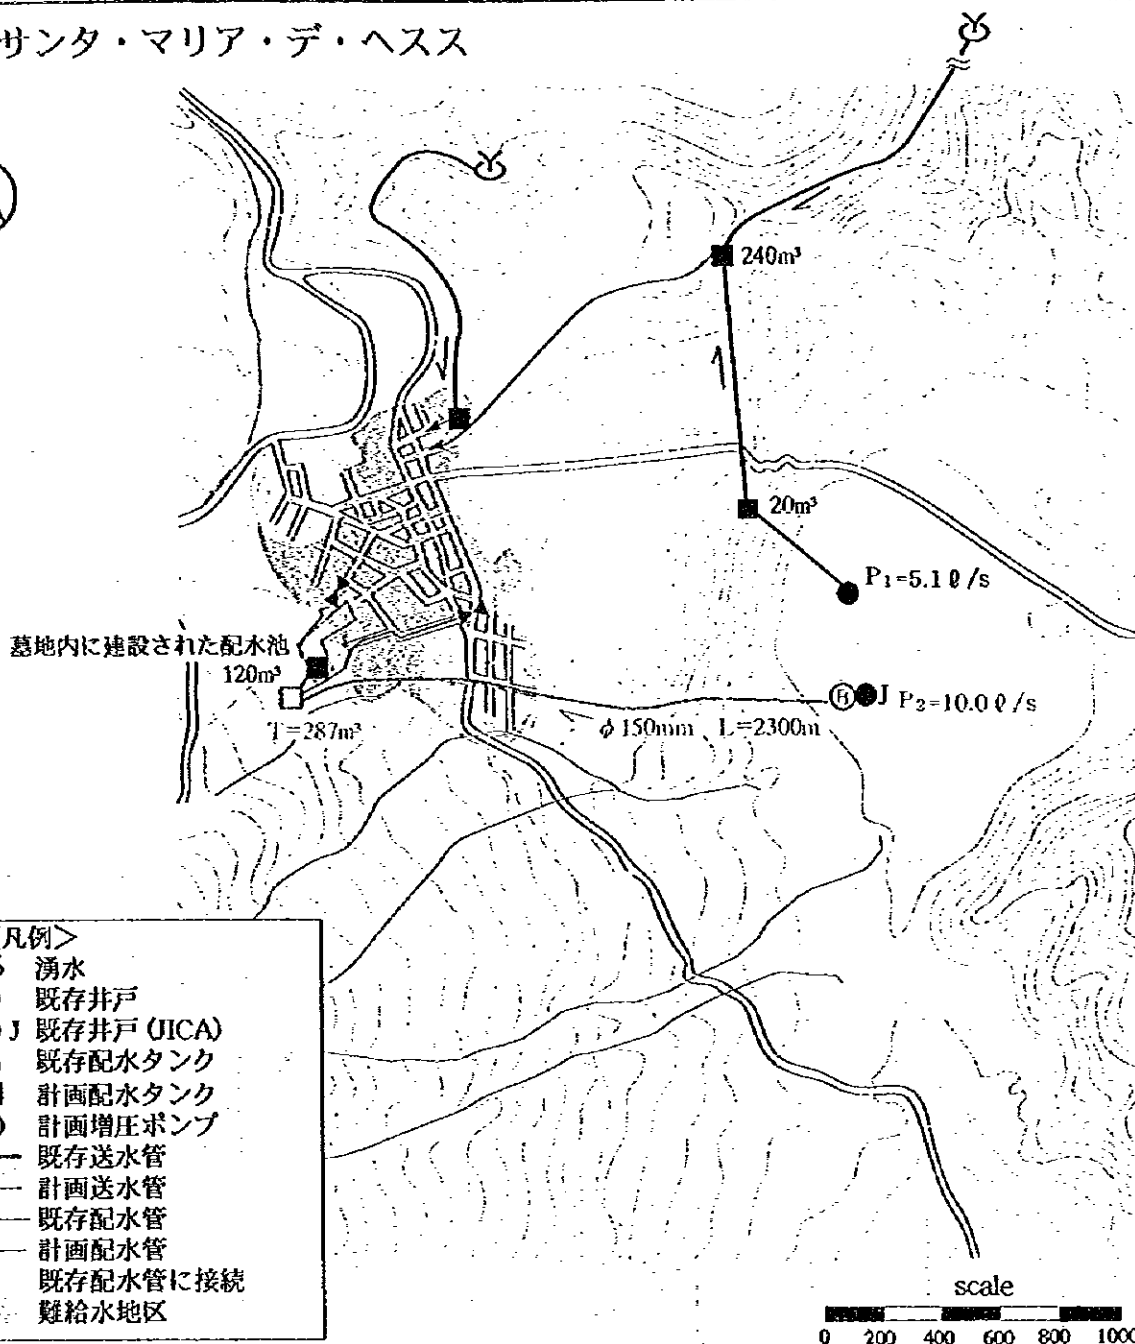 サンタ・マリア・デ・ヘスス
240m³
20m³
P₁=5.1ℓ/s
墓地内に建設された配水池
120m³
T=287m³
φ150mm L=2300m
B
J P₂=10.0ℓ/s
凡例>
湧水
既存井戸
J 既存井戸 (JICA)
既存配水タンク
計画配水タンク
計画増圧ポンプ
既存送水管
計画送水管
既存配水管
計画配水管
既存配水管に接続
難給水地区
scale
0 200 400 600 800 1000